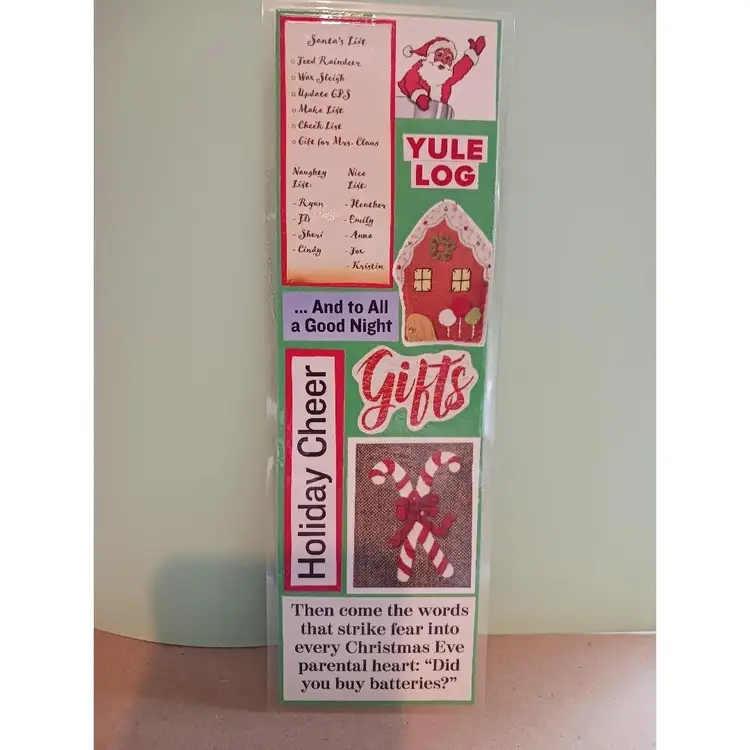 Santa's List
Feed Raindeer
Wax Sleigh
Update GPS
Make List
Check List
Gift for Mrs. Claus
Naughty
List:
- Ryan
- JD
- Sheri
- Cindy
Nice
List:
- Heather
- Emily
- Anna
Joe
- Kristin
YULE
LOG
... And to All
a Good Night
Gifts
Holiday Cheer
Then come the words
that strike fear into
every Christmas Eve
parental heart: “Did
you buy batteries?”